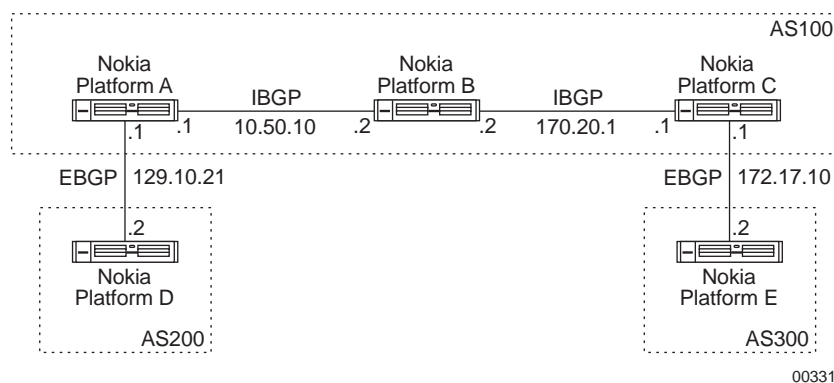 AS100
Nokia
Platform A
Nokia
Platform B
Nokia
Platform C
IBGP
IBGP
.1
.1
10.50.10
.2
.2
170.20.1
.1
.1
EBGP
129.10.21
EBGP
172.17.10
.2
.2
Nokia
Platform D
Nokia
Platform E
AS200
AS300
00331